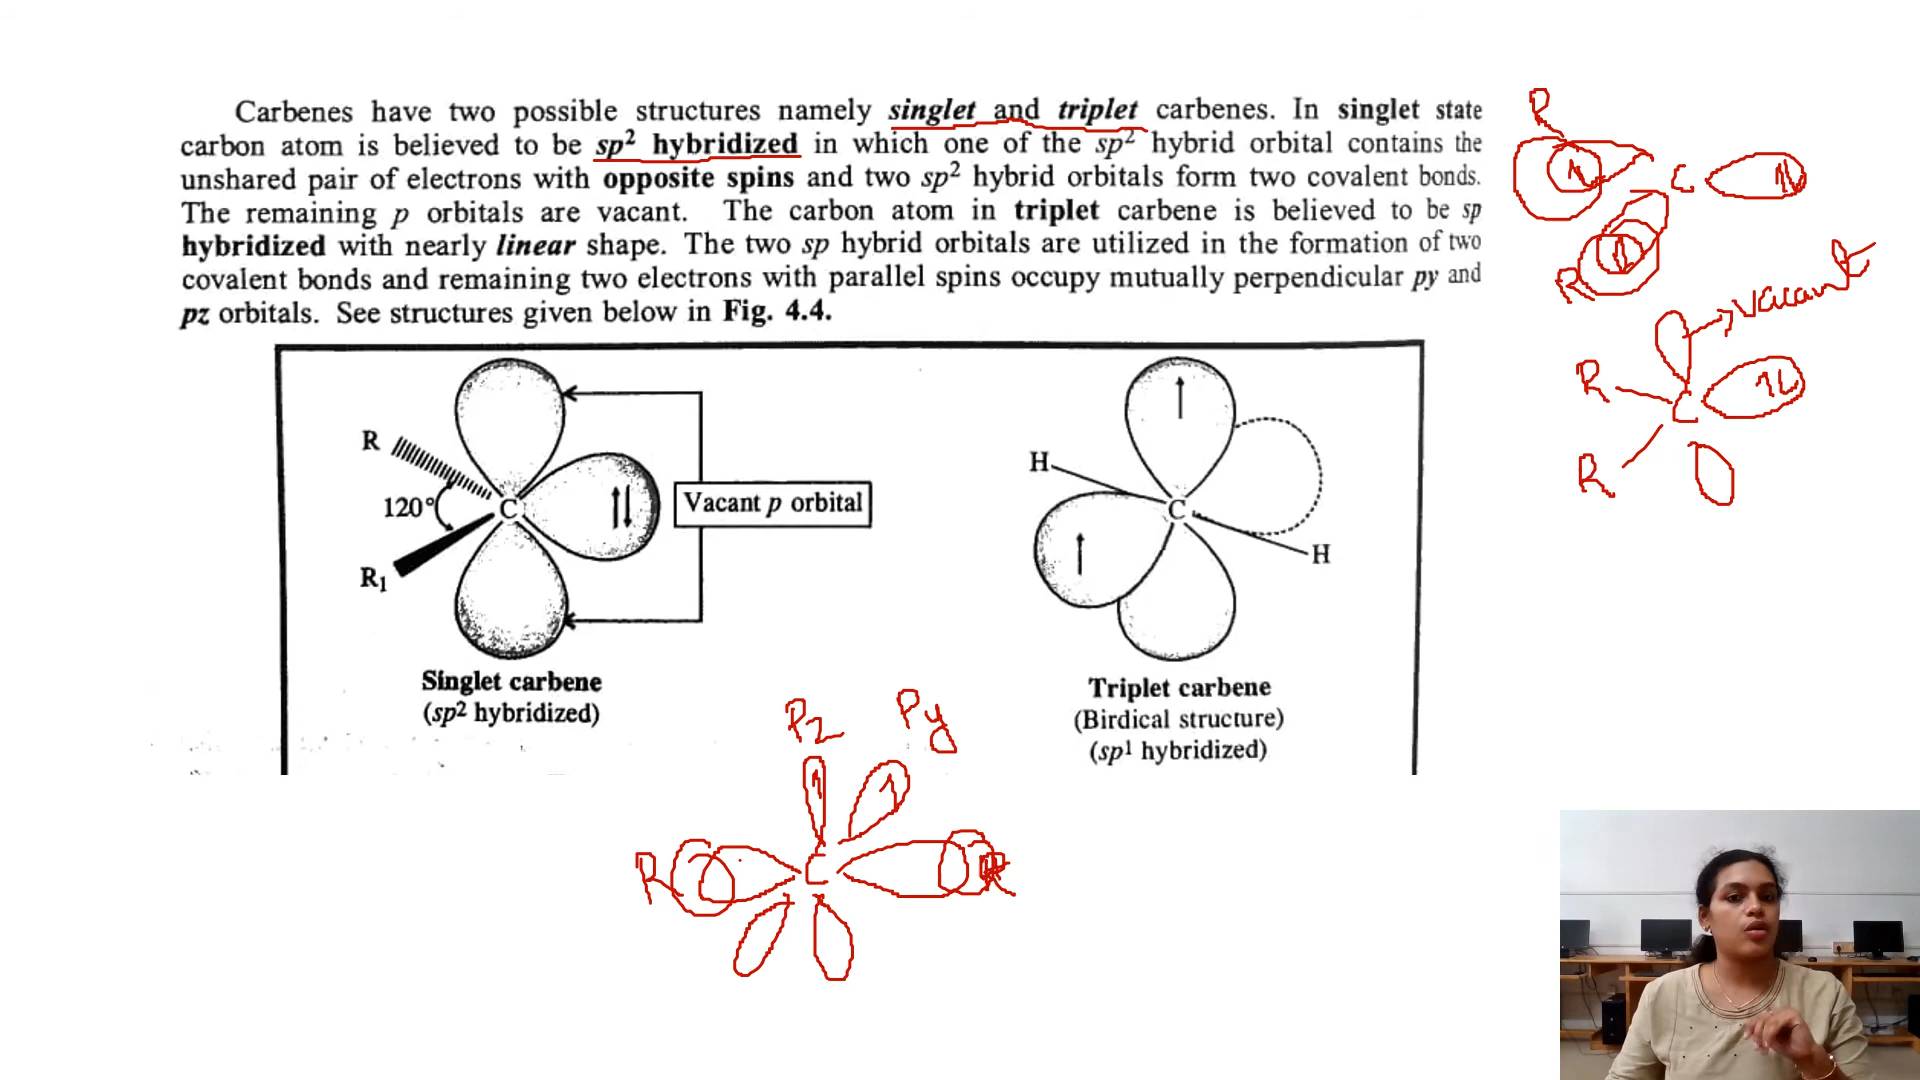 Carbenes have two possible structures namely singlet and triplet carbenes. In singlet state
carbon atom is believed to be sp² hybridized in which one of the sp² hybrid orbital contains the
unshared pair of electrons with opposite spins and two sp² hybrid orbitals form two covalent bonds.
The remaining p orbitals are vacant. The carbon atom in triplet carbene is believed to be sp
hybridized with nearly linear shape. The two sp hybrid orbitals are utilized in the formation of two
covalent bonds and remaining two electrons with parallel spins occupy mutually perpendicular py and
pz orbitals. See structures given below in Fig. 4.4.
R
C
R
Vacant
R
C
R
R
120°
C
R₁
Vacant p orbital
Singlet carbene
(sp2 hybridized)
H
C
H
Triplet carbene
(Birdical structure)
(sp¹ hybridized)
Pz
Py
R
C
R